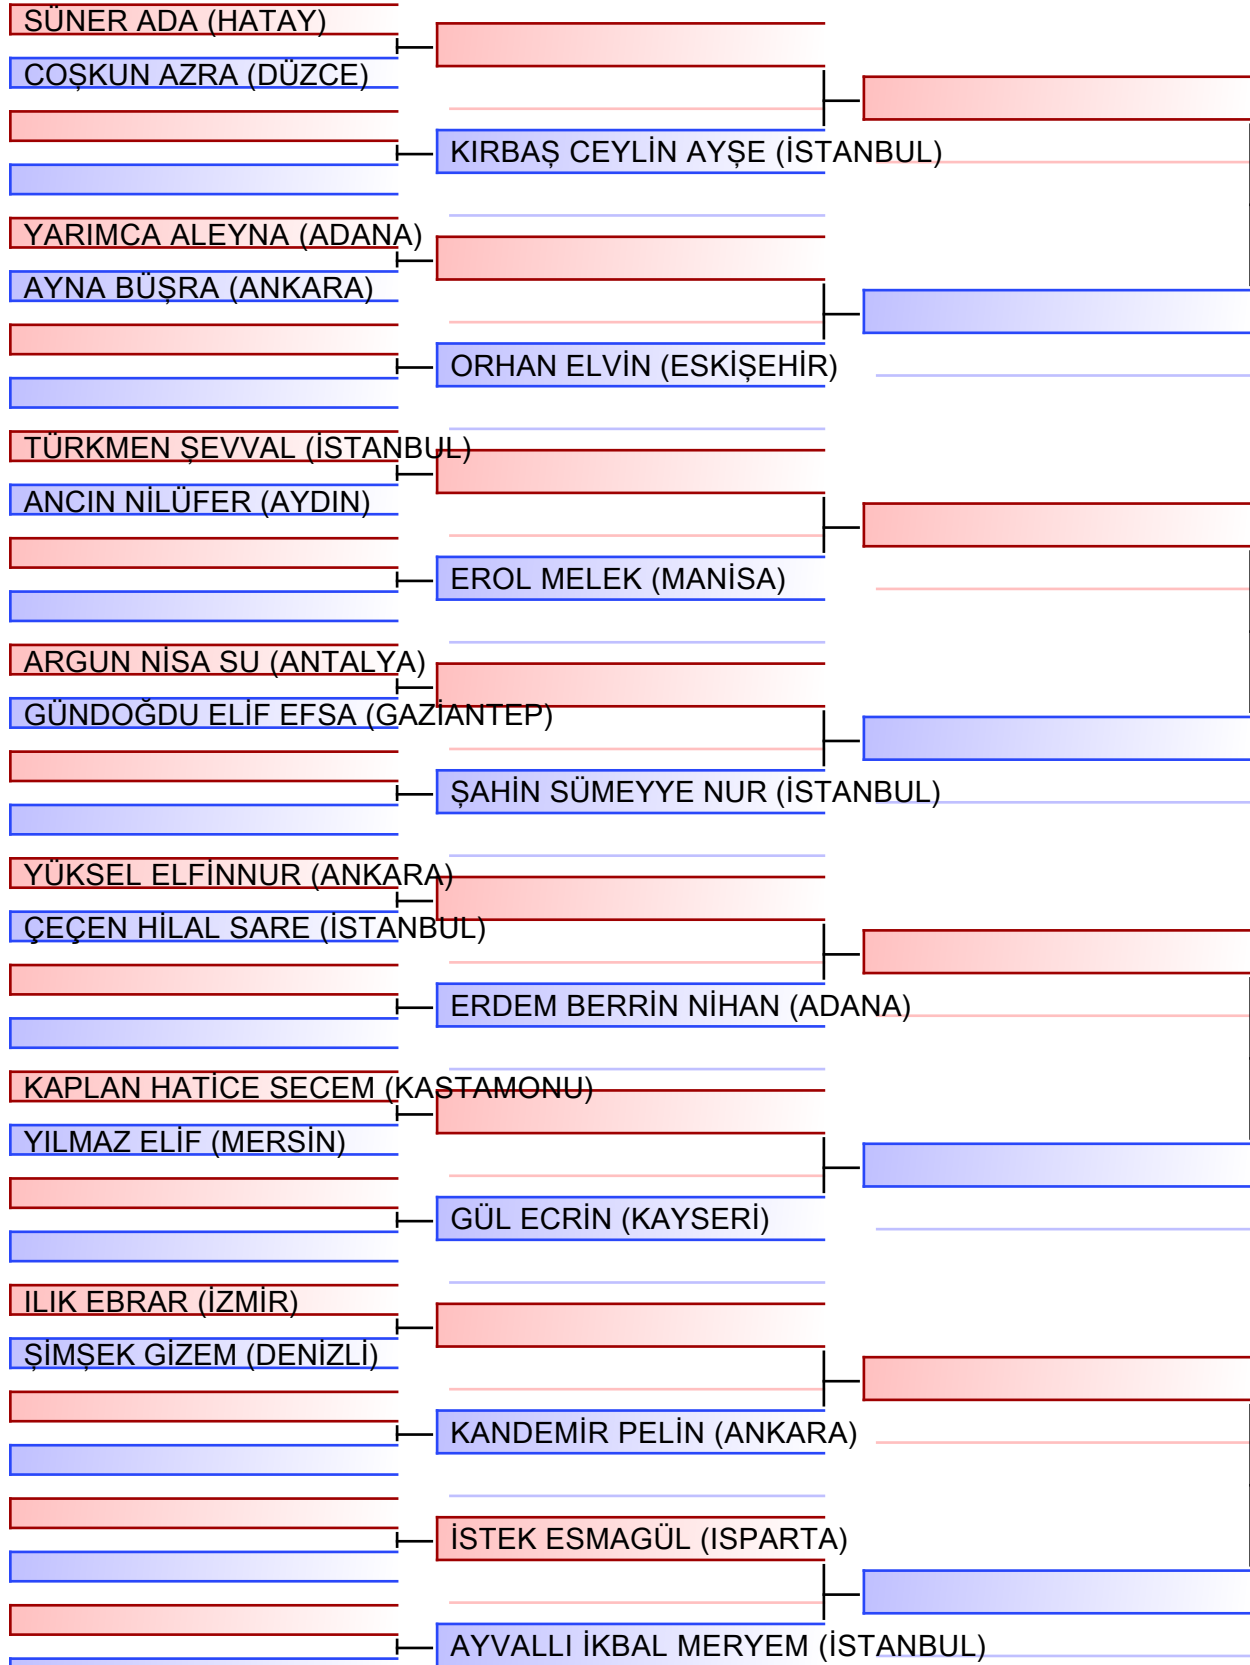 SÜNER ADA (HATAY)
COŞKUN AZRA (DÜZCE)
KIRBAŞ CEYLİN AYŞE (İSTANBUL)
YARIMCA ALEYNA (ADANA)
AYNA BÜŞRA (ANKARA)
ORHAN ELVİN (ESKİŞEHİR)
TÜRKMEN ŞEVVAL (İSTANBUL)
ANCIN NİLÜFER (AYDIN)
EROL MELEK (MANİSA)
ARGUN NİSA SU (ANTALYA)
GÜNDOĞDU ELİF EFSA (GAZİANTEP)
ŞAHİN SÜMEYYE NUR (İSTANBUL)
YÜKSEL ELFİNNUR (ANKARA)
ÇEÇEN HİLAL SARE (İSTANBUL)
ERDEM BERRİN NİHAN (ADANA)
KAPLAN HATİCE SECEM (KASTAMONU)
YILMAZ ELİF (MERSİN)
GÜL ECRİN (KAYSERİ)
ILIK EBRAR (İZMİR)
ŞİMŞEK GİZEM (DENİZLİ)
KANDEMİR PELİN (ANKARA)
İSTEK ESMAGÜL (ISPARTA)
AYVALLI İKBAL MERYEM (İSTANBUL)